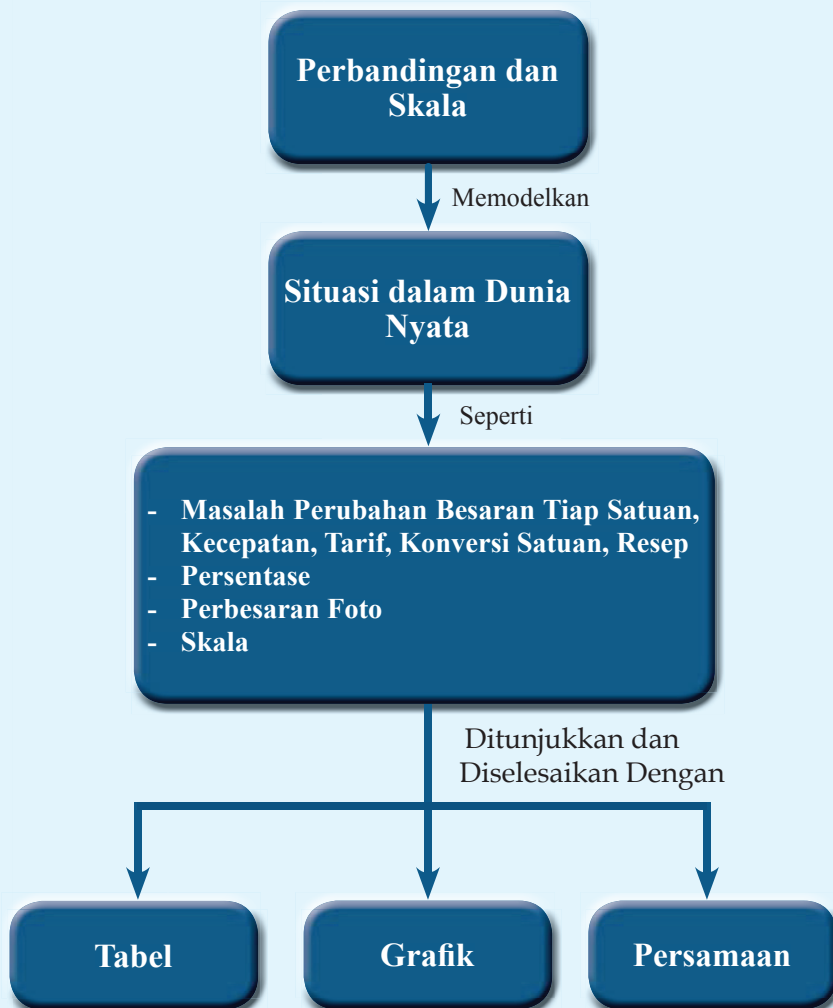 Perbandingan dan
Skala
Memodelkan
Situasi dalam Dunia
Nyata
Seperti
- Masalah Perubahan Besaran Tiap Satuan,
Kecepatan, Tarif, Konversi Satuan, Resep
- Persentase
- Perbesaran Foto
- Skala
Ditunjukkan dan
Diselesaikan Dengan
Tabel
Grafik
Persamaan